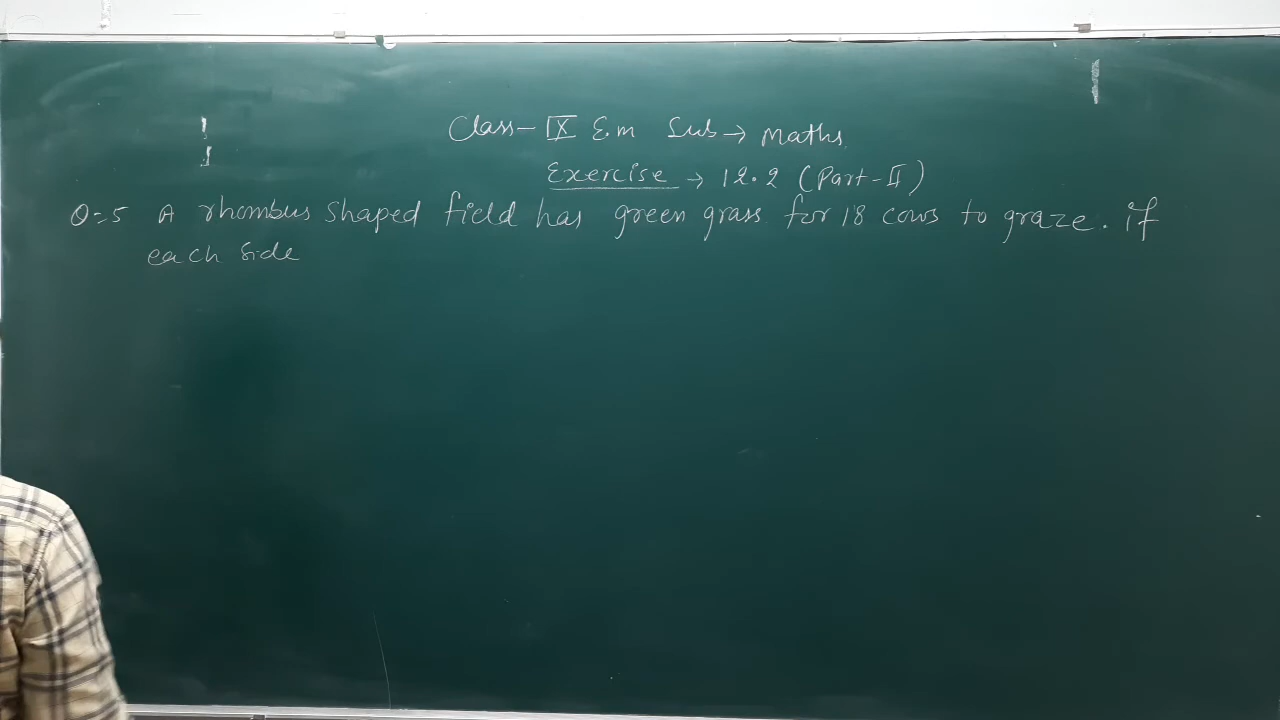 Class- IX E.m Sub → Maths.
Exercise → 12.2 (Part-II)
Q=5 A rhombus shaped field has green grass for 18 cows to graze. if
each side